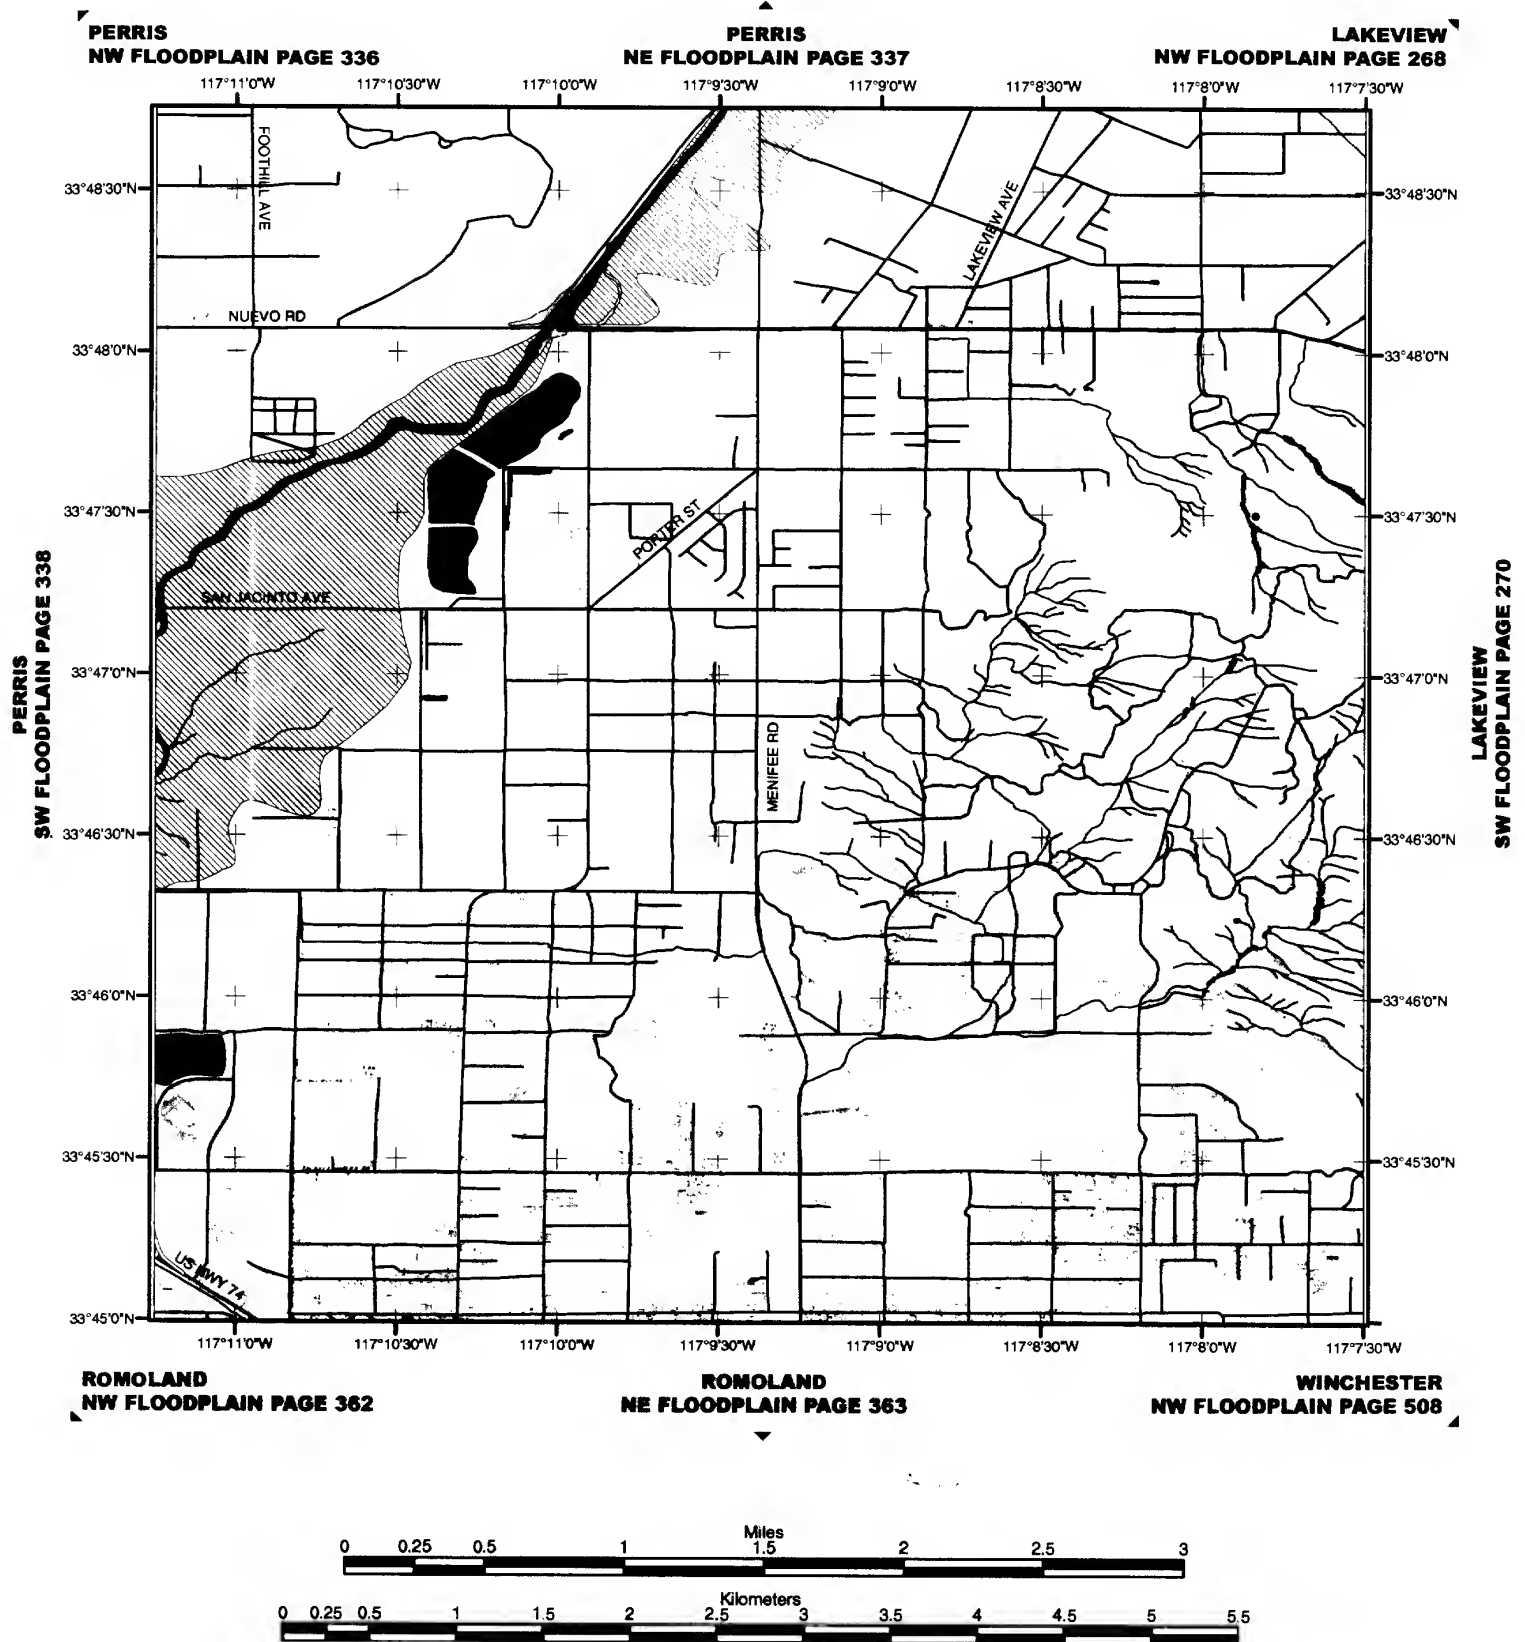 PERRIS
NW FLOODPLAIN PAGE 336
PERRIS
NE FLOODPLAIN PAGE 337
LAKEVIEW
NW FLOODPLAIN PAGE 268
117°11'0"W
117°10'30"W
117°10'0"W
117°9'30"W
117°9'0"W
117°8'30"W
117°8'0"W
117°7'30"W
FOOTHILL AVE
33°48'30"N
33°48'30"N
LAKEVIEW AVE
NUEVO RD
33°48'0"N
33°48'0"N
33°47'30"N
PORTER ST
33°47'30"N
PERRIS
SW FLOODPLAIN PAGE 338
SAN JACINTO AVE
LAKEVIEW
SW FLOODPLAIN PAGE 270
33°47'0"N
33°47'0"N
MENIFEE RD
33°46'30"N
33°46'30"N
33°46'0"N
33°46'0"N
33°45'30"N
33°45'30"N
US HWY 74
33°45'0"N
117°11'0"W
117°10'30"W
117°10'0"W
117°9'30"W
117°9'0"W
117°8'30"W
117°8'0"W
117°7'30"W
ROMOLAND
NW FLOODPLAIN PAGE 362
ROMOLAND
NE FLOODPLAIN PAGE 363
WINCHESTER
NW FLOODPLAIN PAGE 508
Miles
0 0.25 0.5 1 1.5 2 2.5 3
Kilometers
0 0.25 0.5 1 1.5 2 2.5 3 3.5 4 4.5 5 5.5